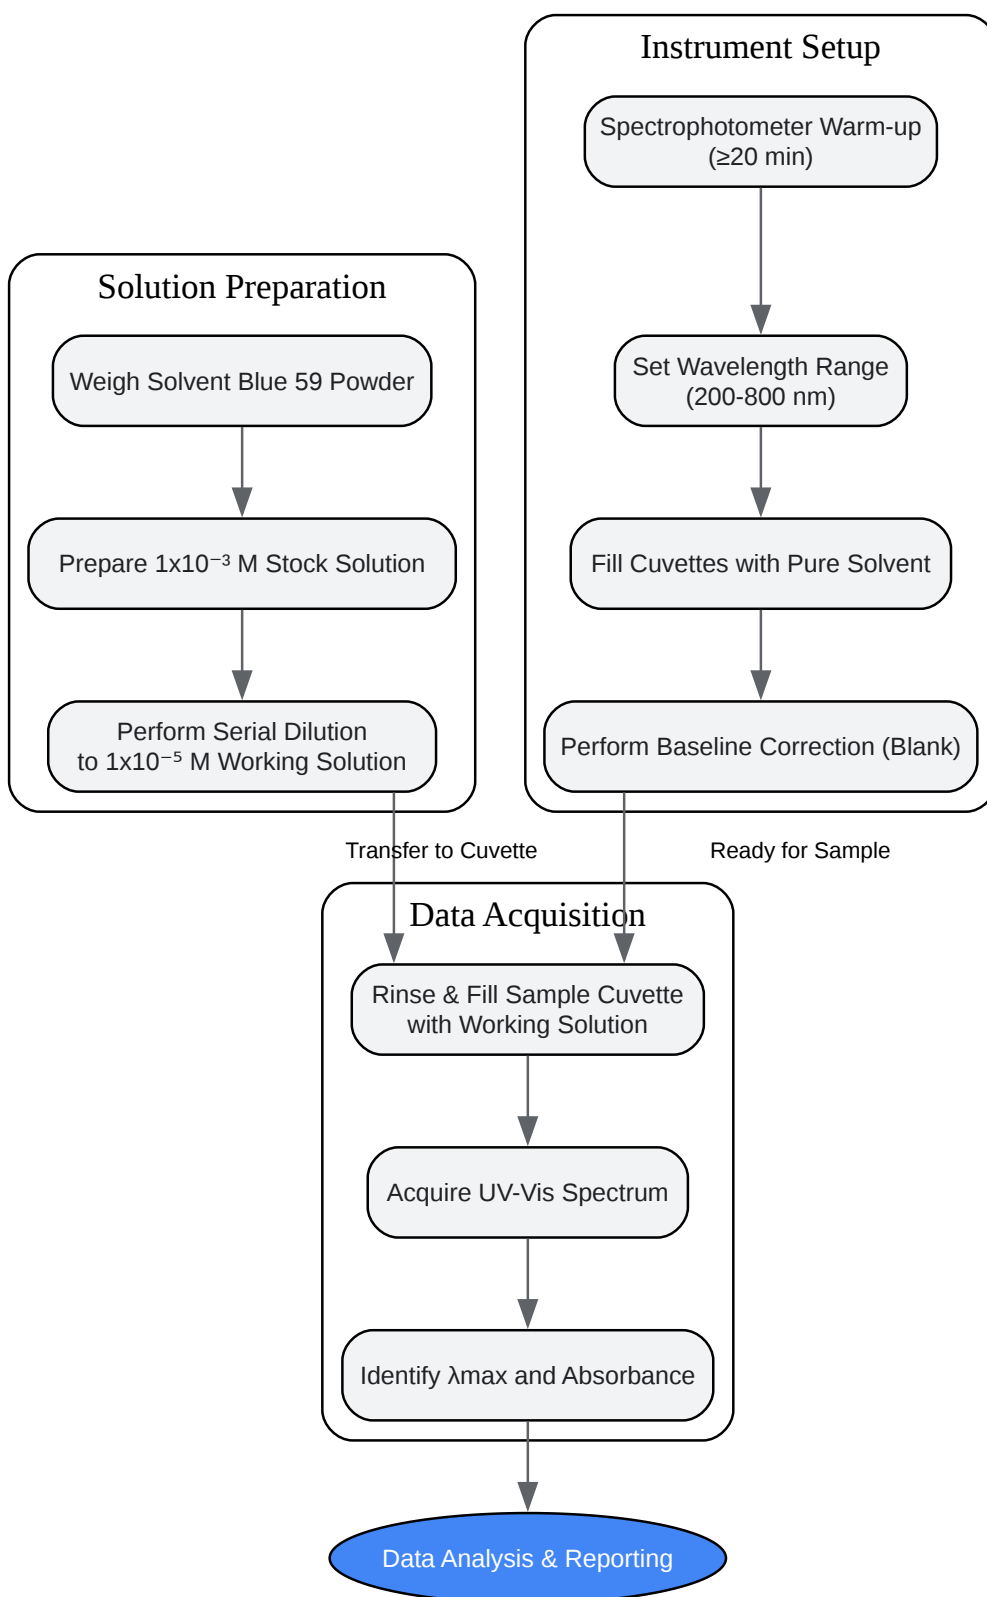 Instrument Setup
Spectrophotometer Warm-up
(≥20 min)
Set Wavelength Range
(200-800 nm)
Fill Cuvettes with Pure Solvent
Perform Baseline Correction (Blank)
Solution Preparation
Weigh Solvent Blue 59 Powder
Prepare 1x10⁻³ M Stock Solution
Perform Serial Dilution
to 1x10⁻⁵ M Working Solution
Transfer to Cuvette
Ready for Sample
Data Acquisition
Rinse & Fill Sample Cuvette
with Working Solution
Acquire UV-Vis Spectrum
Identify λmax and Absorbance
Data Analysis & Reporting